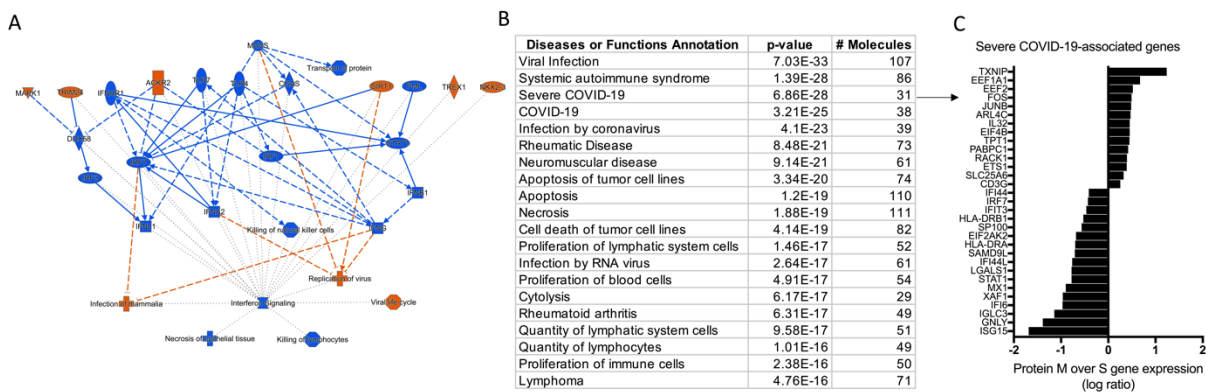 A
Transport protein
MAPK1
TRIM24
IFNAR1
ACKR2
SIRT1
TREX1
NKX2-3
DDX58
IRF7
Killing of natural killer cells
Replication of virus
Infection of mammalia
Interferon Signaling
Viral life cycle
Necrosis of epithelial tissue
Killing of lymphocytes
B
Diseases or Functions Annotation p-value # Molecules
Viral Infection 7.03E-33 107
Systemic autoimmune syndrome 1.39E-28 86
Severe COVID-19 6.86E-28 31
COVID-19 3.21E-25 38
Infection by coronavirus 4.1E-23 39
Rheumatic Disease 8.48E-21 73
Neuromuscular disease 9.14E-21 61
Apoptosis of tumor cell lines 3.34E-20 74
Apoptosis 1.2E-19 110
Necrosis 1.88E-19 111
Cell death of tumor cell lines 4.14E-19 82
Proliferation of lymphatic system cells 1.46E-17 52
Infection by RNA virus 2.64E-17 61
Proliferation of blood cells 4.91E-17 54
Cytolysis 6.17E-17 29
Rheumatoid arthritis 6.31E-17 49
Quantity of lymphatic system cells 9.58E-17 51
Quantity of lymphocytes 1.01E-16 49
Proliferation of immune cells 2.38E-16 50
Lymphoma 4.76E-16 71
C
Severe COVID-19-associated genes
TXNIP
EEF1A1
EEF2
FOS
JUNB
ARL4C
IL32
EIF4B
TPT1
PABPC1
RACK1
ETS1
SLC25A6
CD3G
IFI44
IRF7
IFIT3
HLA-DRB1
SP100
EIF2AK2
HLA-DRA
SAMD9L
IFI44L
LGALS1
STAT1
MX1
XAF1
IFI6
IGLC3
GNLY
ISG15
-2 -1 0 1 2
Protein M over S gene expression
(log ratio)